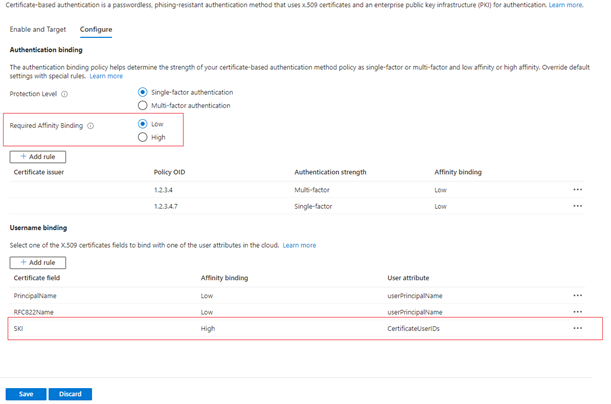 Certificate-based authentication is a passwordless, phising-resistant authentication method that uses x.509 certificates and an enterprise public key infrastructure (PKI) for authentication. Learn more.
Enable and Target Configure
Authentication binding
The authentication binding policy helps determine the strength of your certificate-based authentication method policy as single-factor or multi-factor and low affinity or high affinity. Override default
settings with special rules. Learn more
Protection Level Single-factor authentication
Multi-factor authentication
Required Affinity Binding Low
High
+ Add rule
Certificate issuer Policy OID Authentication strength Affinity binding
1.2.3.4 Multi-factor Low
1.2.3.4.7 Single-factor Low
Username binding
Select one of the X.509 certificates fields to bind with one of the user attributes in the cloud. Learn more
+ Add rule
Certificate field Affinity binding User attribute
PrincipalName Low userPrincipalName
RFC822Name Low userPrincipalName
SKI High CertificateUserIDs
Save Discard